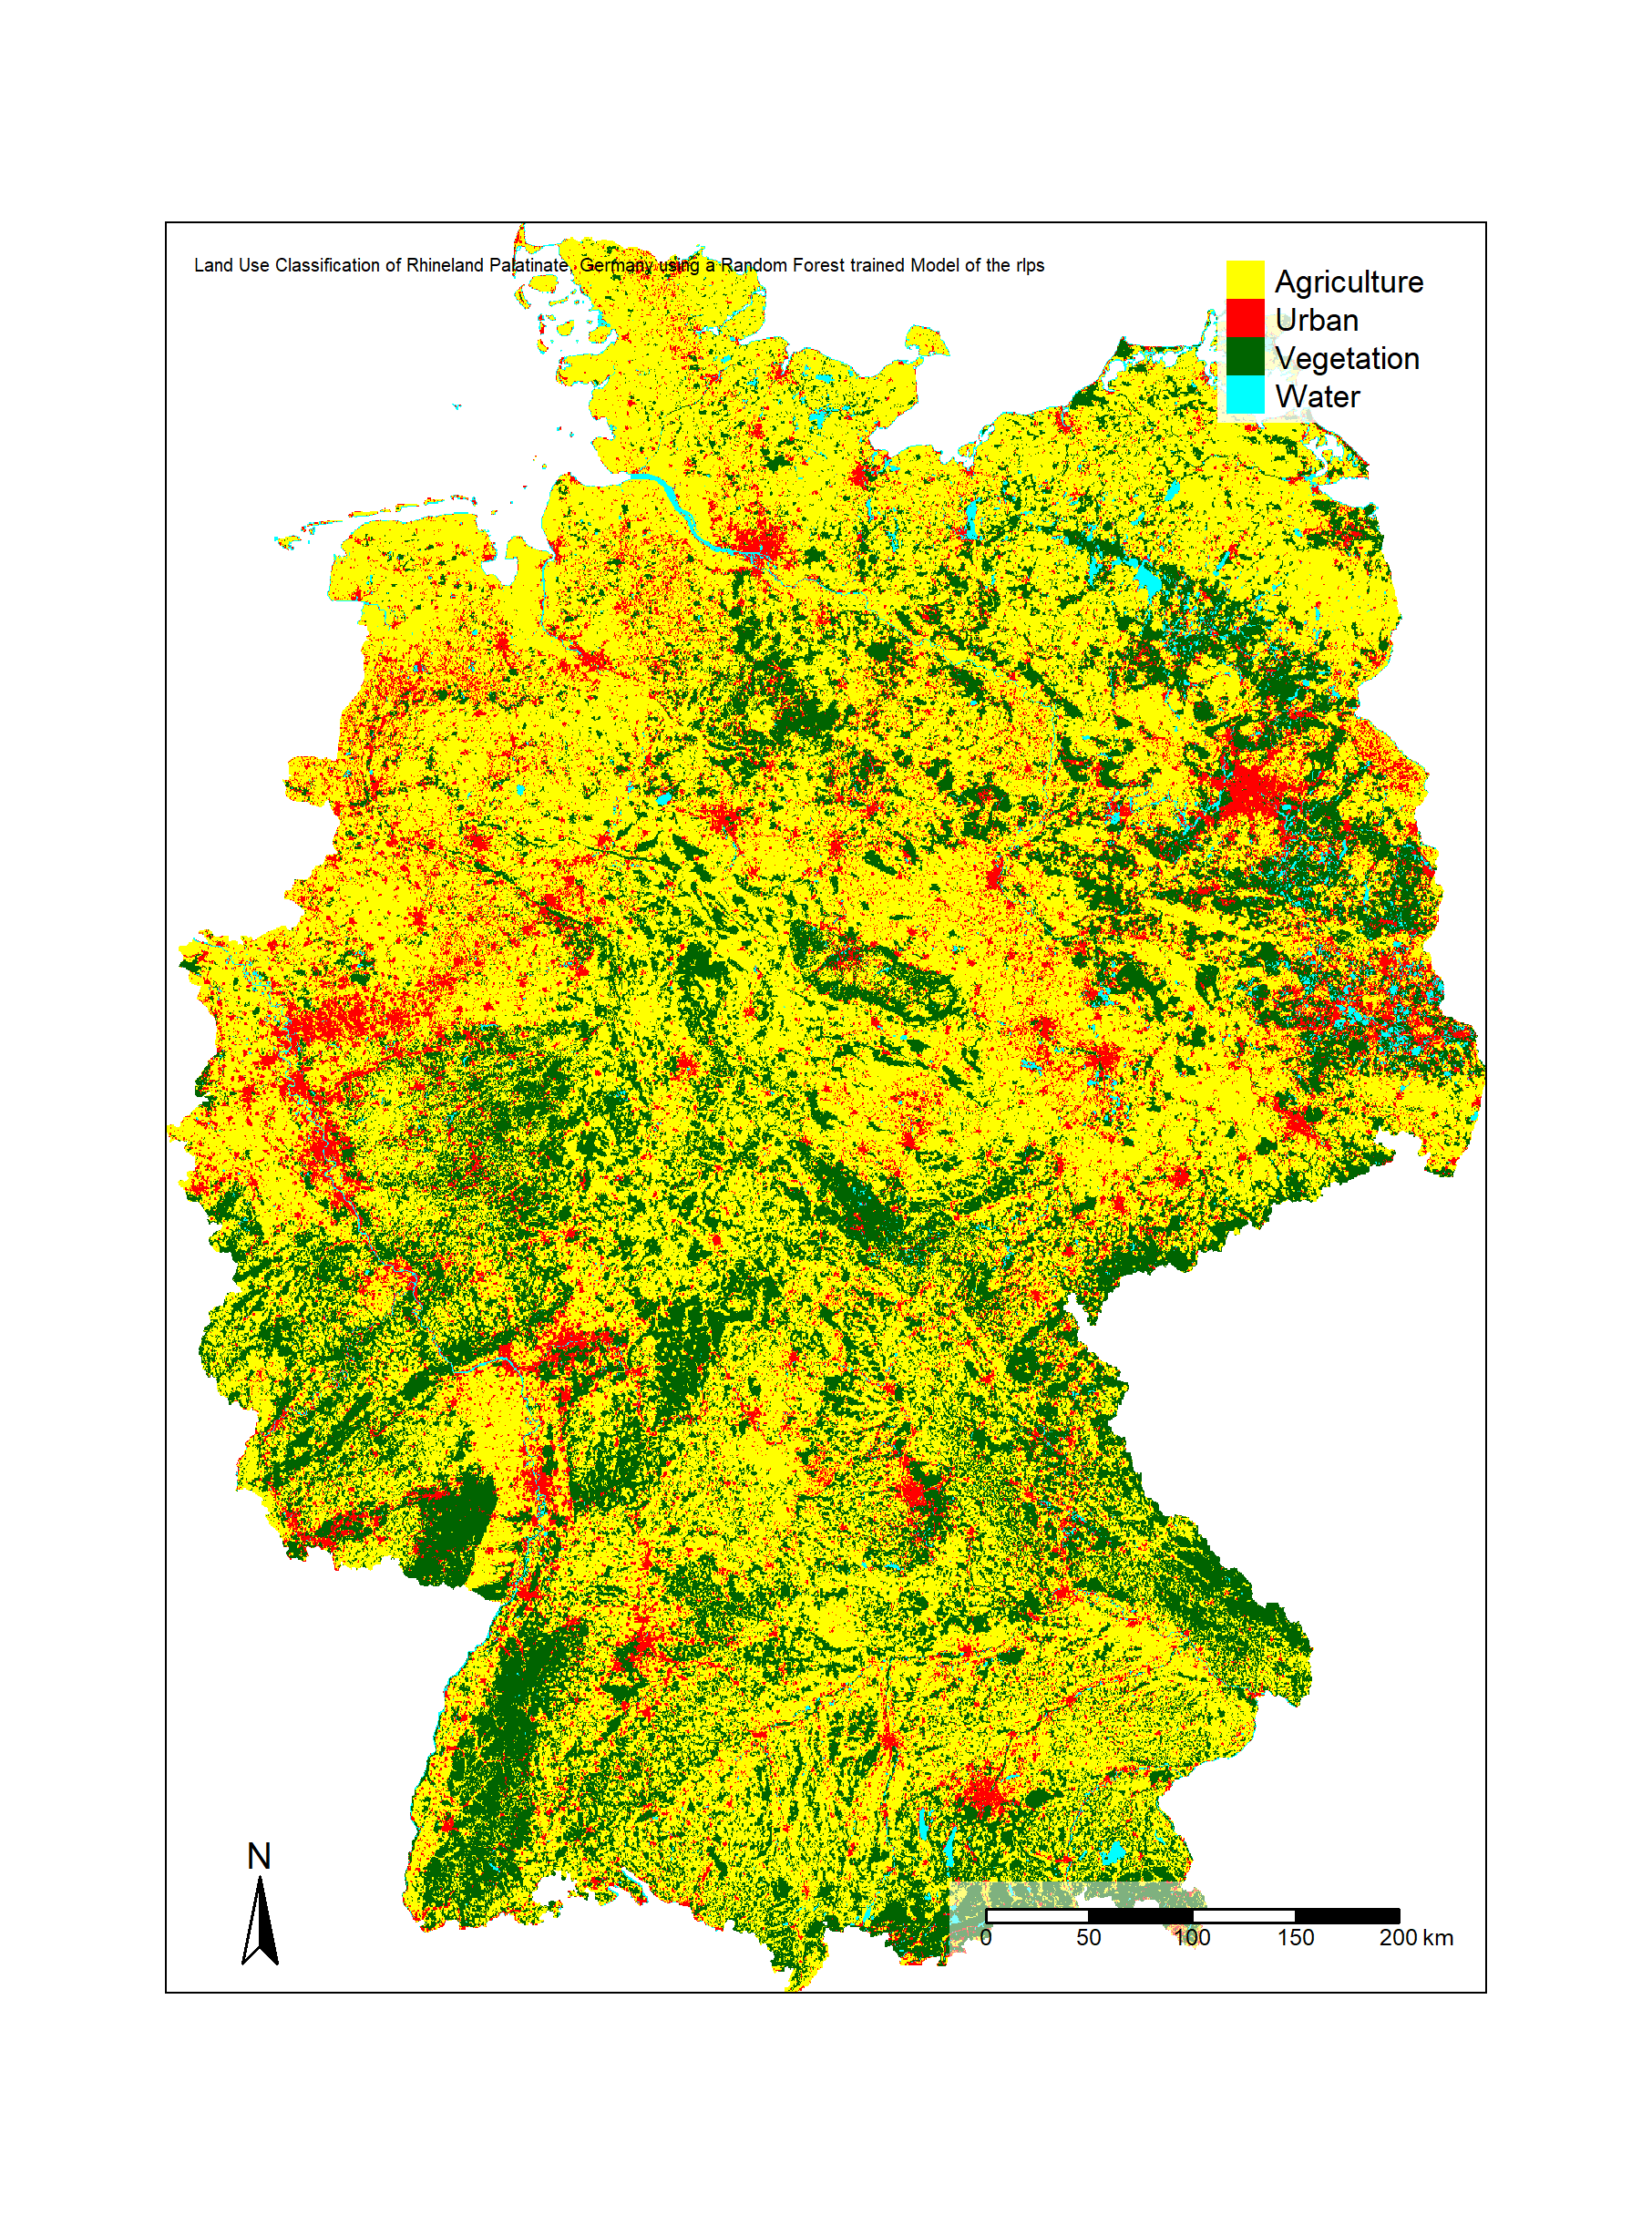 Land Use Classification of Rhineland Palatinate, Germany using a Random Forest trained Model of the rlps
Agriculture
Urban
Vegetation
Water
N
0 50 100 150 200 km